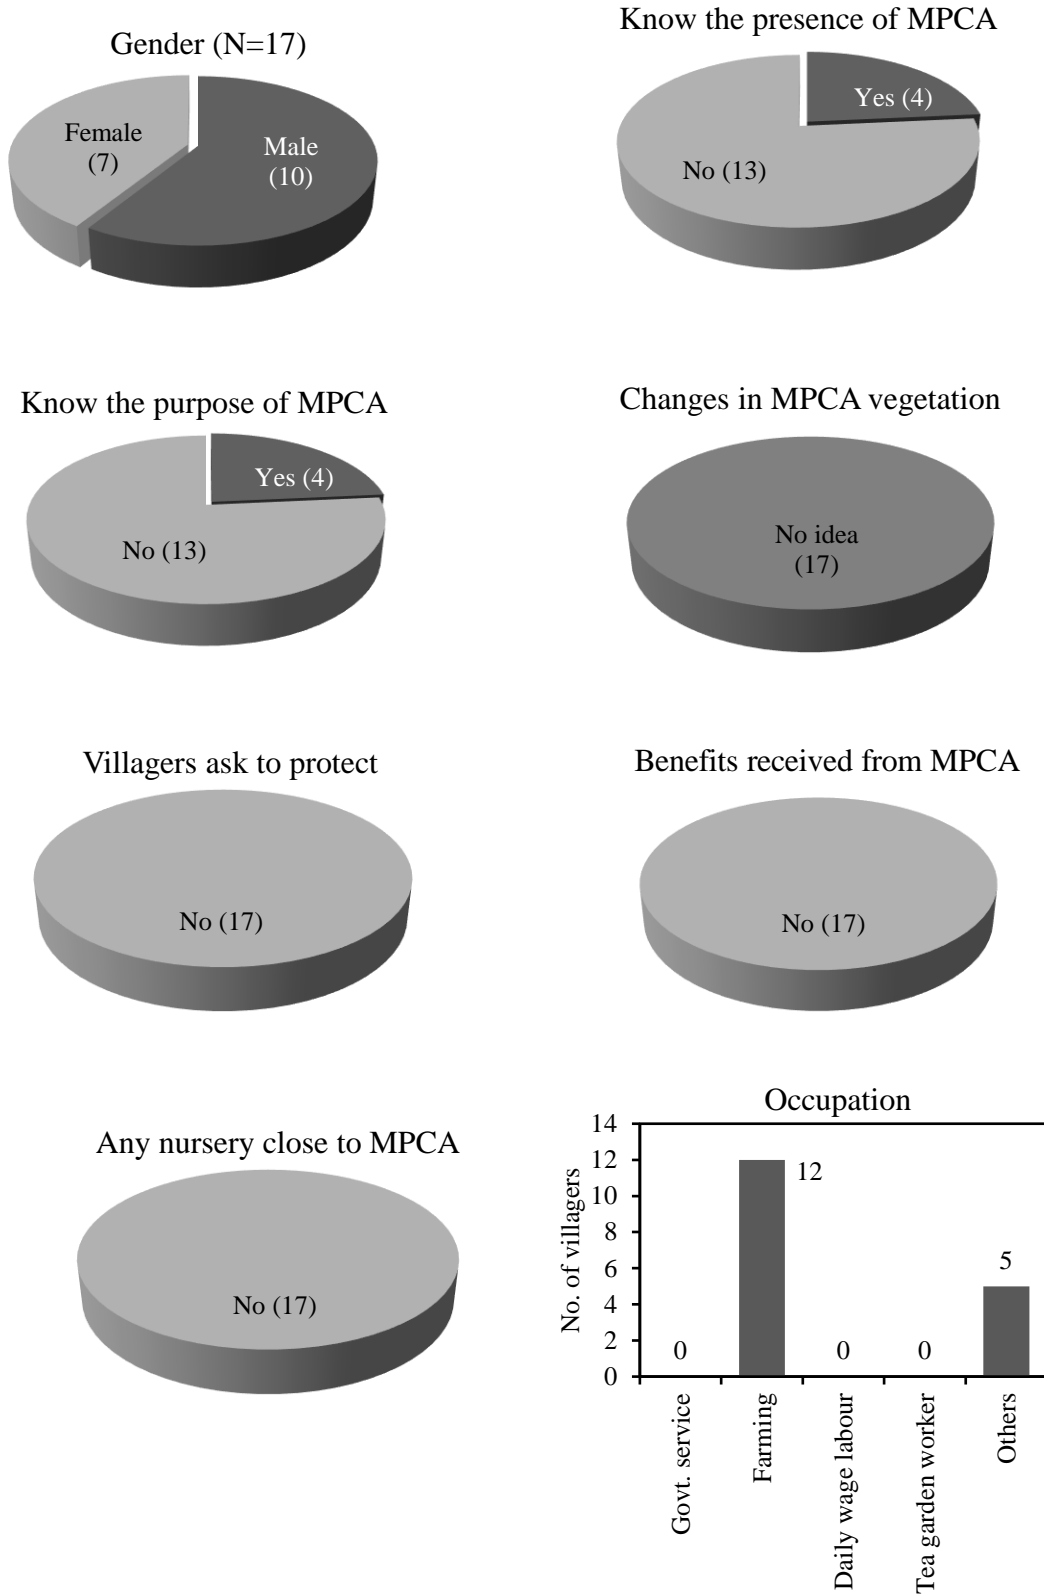 Gender (N=17)
Female
(7)
Male
(10)
Know the presence of MPCA
Yes (4)
No (13)
Know the purpose of MPCA
Yes (4)
No (13)
Changes in MPCA vegetation
No idea
(17)
Villagers ask to protect
No (17)
Benefits received from MPCA
No (17)
Any nursery close to MPCA
No (17)
Occupation
No. of villagers
14
12
10
8
6
4
2
0
0
12
0
0
5
Govt. service
Farming
Daily wage labour
Tea garden worker
Others